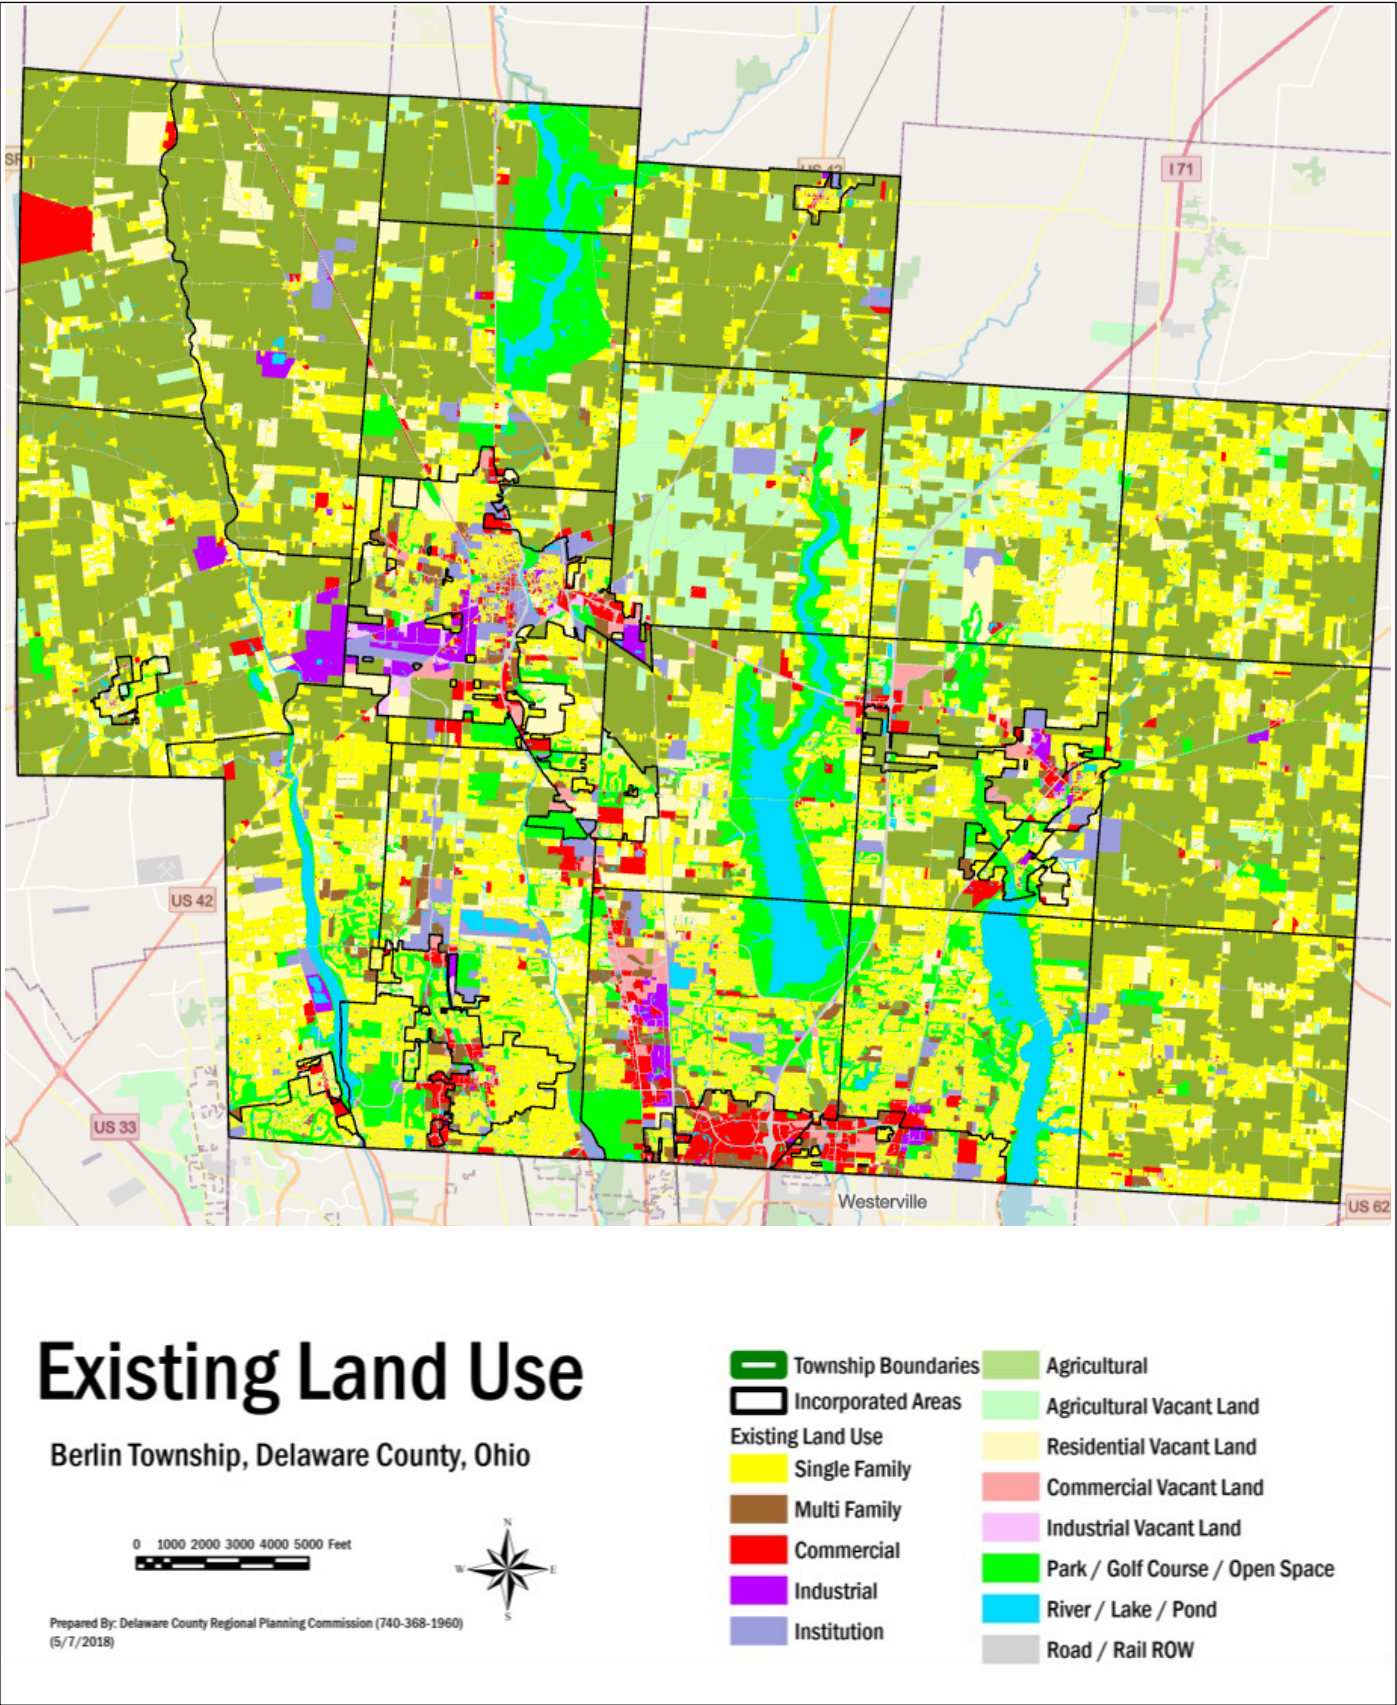 US 42
I 71
US 42
US 33
Westerville
US 62
Existing Land Use
Berlin Township, Delaware County, Ohio
0 1000 2000 3000 4000 5000 Feet
N
W
E
S
Prepared By: Delaware County Regional Planning Commission (740-368-1960)
(5/7/2018)
Township Boundaries
Incorporated Areas
Existing Land Use
Single Family
Multi Family
Commercial
Industrial
Institution
Agricultural
Agricultural Vacant Land
Residential Vacant Land
Commercial Vacant Land
Industrial Vacant Land
Park / Golf Course / Open Space
River / Lake / Pond
Road / Rail ROW